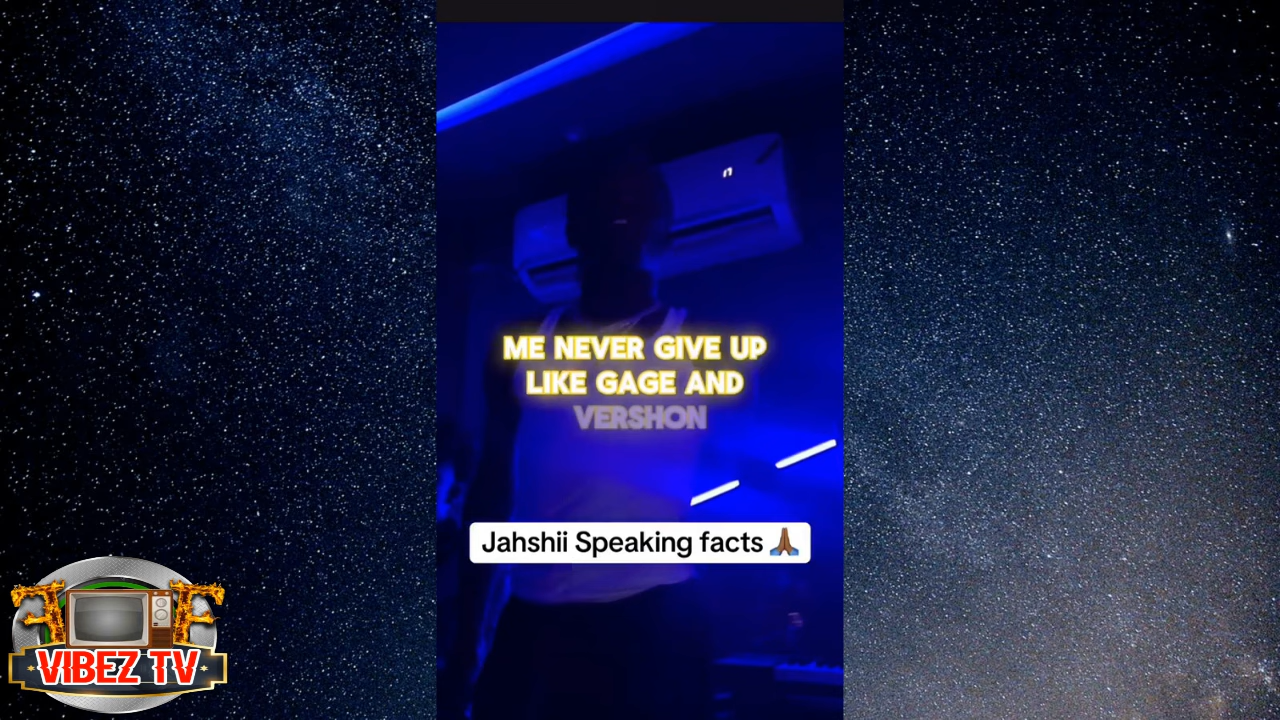 ME NEVER GIVE UP
LIKE GAGE AND
VERSHON
Jahshii Speaking facts 🙏🏾
VIBEZ TV